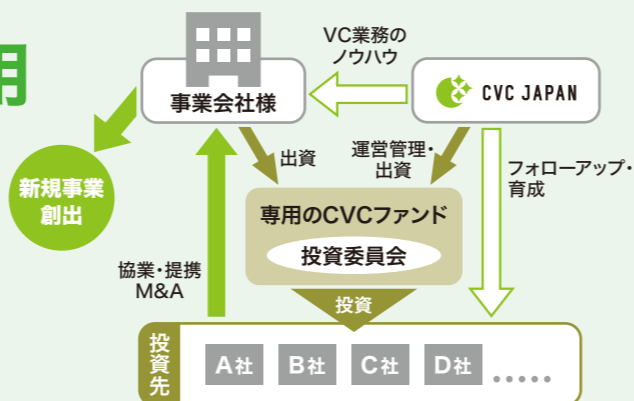 用
VC業務の
ノウハウ
事業会社様
CVC JAPAN
新規事業
創出
出資
運営管理・
出資
フォローアップ・
育成
専用のCVCファンド
投資委員会
協業・提携
M&A
投資
投資先
A社 B社 C社 D社 .....